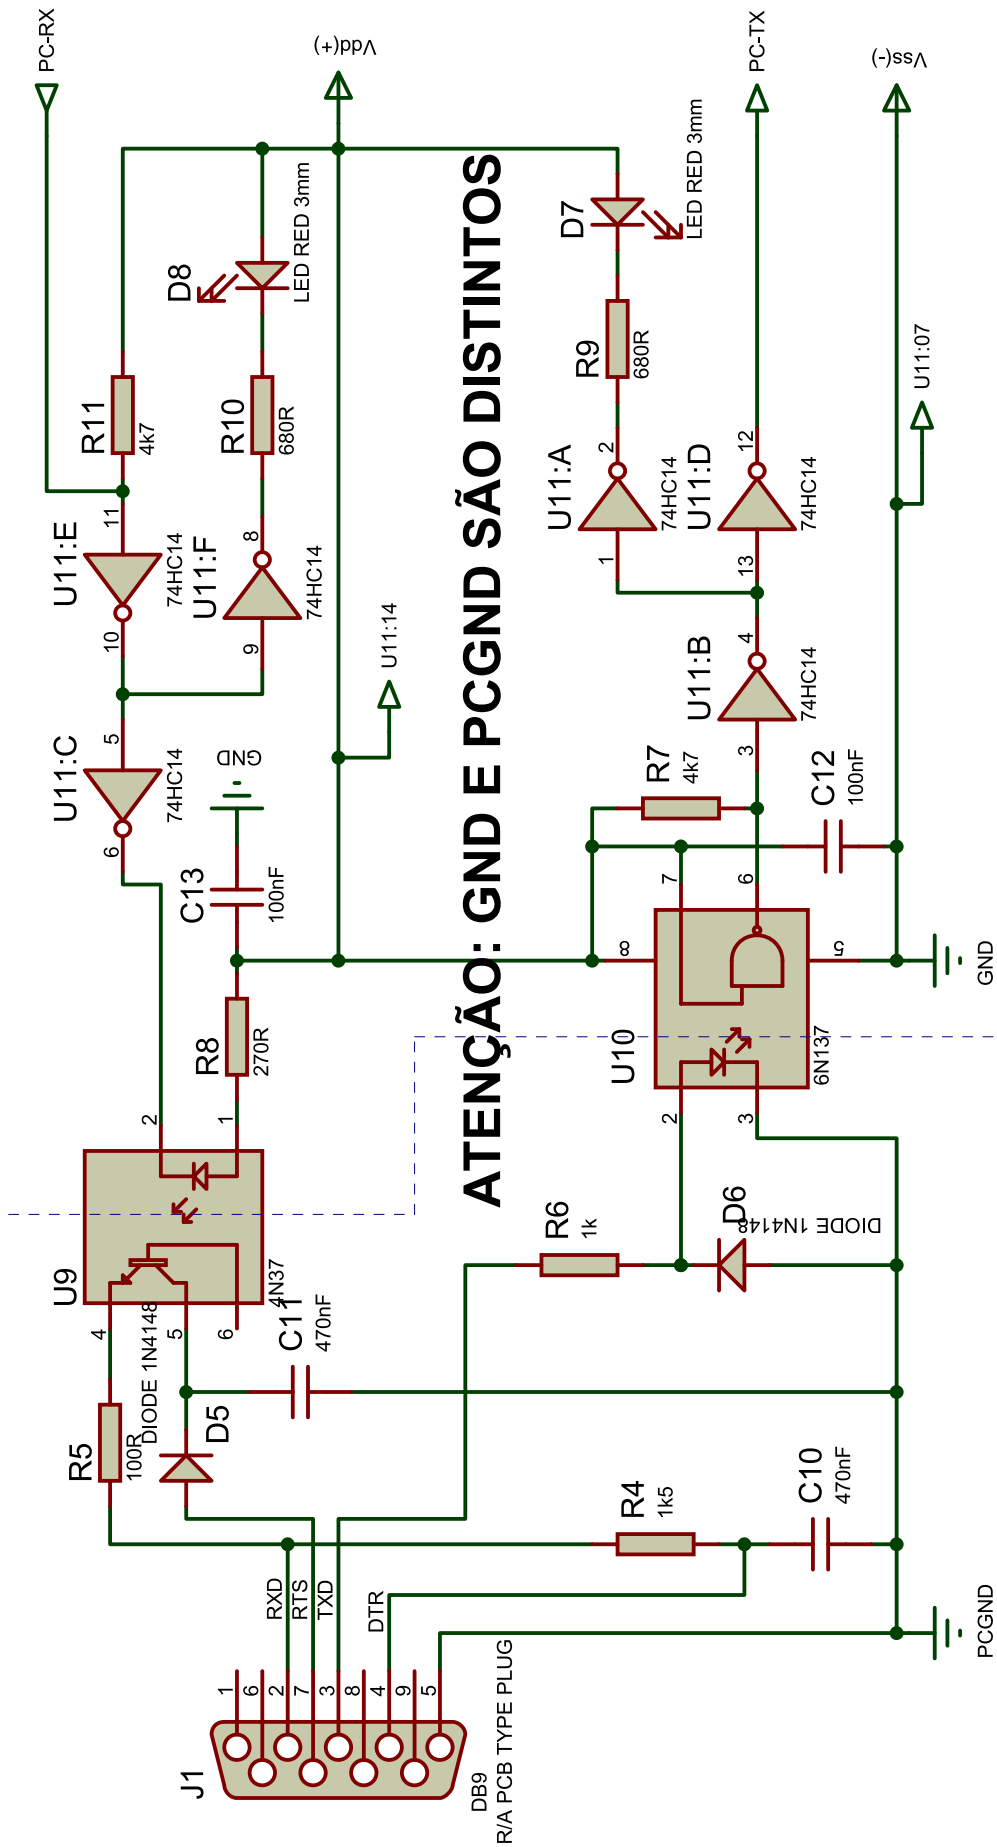 PC-RX
Vdd(+)
PC-TX
Vss(-)
R11
4k7
D8
LED RED 3mm
R10
680R
D7
LED RED 3mm
R9
680R
U11:07
11
U11:E
10
74HC14
8
U11:F
9
74HC14
2
U11:A
1
74HC14
12
U11:D
13
74HC14
U11:14
5
U11:C
6
74HC14
4
U11:B
3
74HC14
GND
C13
100nF
R7
4k7
C12
100nF
ATENÇÃO: GND E PCGND SÃO DISTINTOS
R8
270R
7
6
8
5
U10
6N137
2
3
GND
2
1
U9
4N37
4
5
6
R6
1k
D6
DIODE 1N4148
C11
470nF
DIODE 1N4148
D5
R5
100R
R4
1k5
C10
470nF
RXD
RTS
TXD
DTR
1
6
2
7
3
8
4
9
5
J1
DB9
R/A PCB TYPE PLUG
PCGND